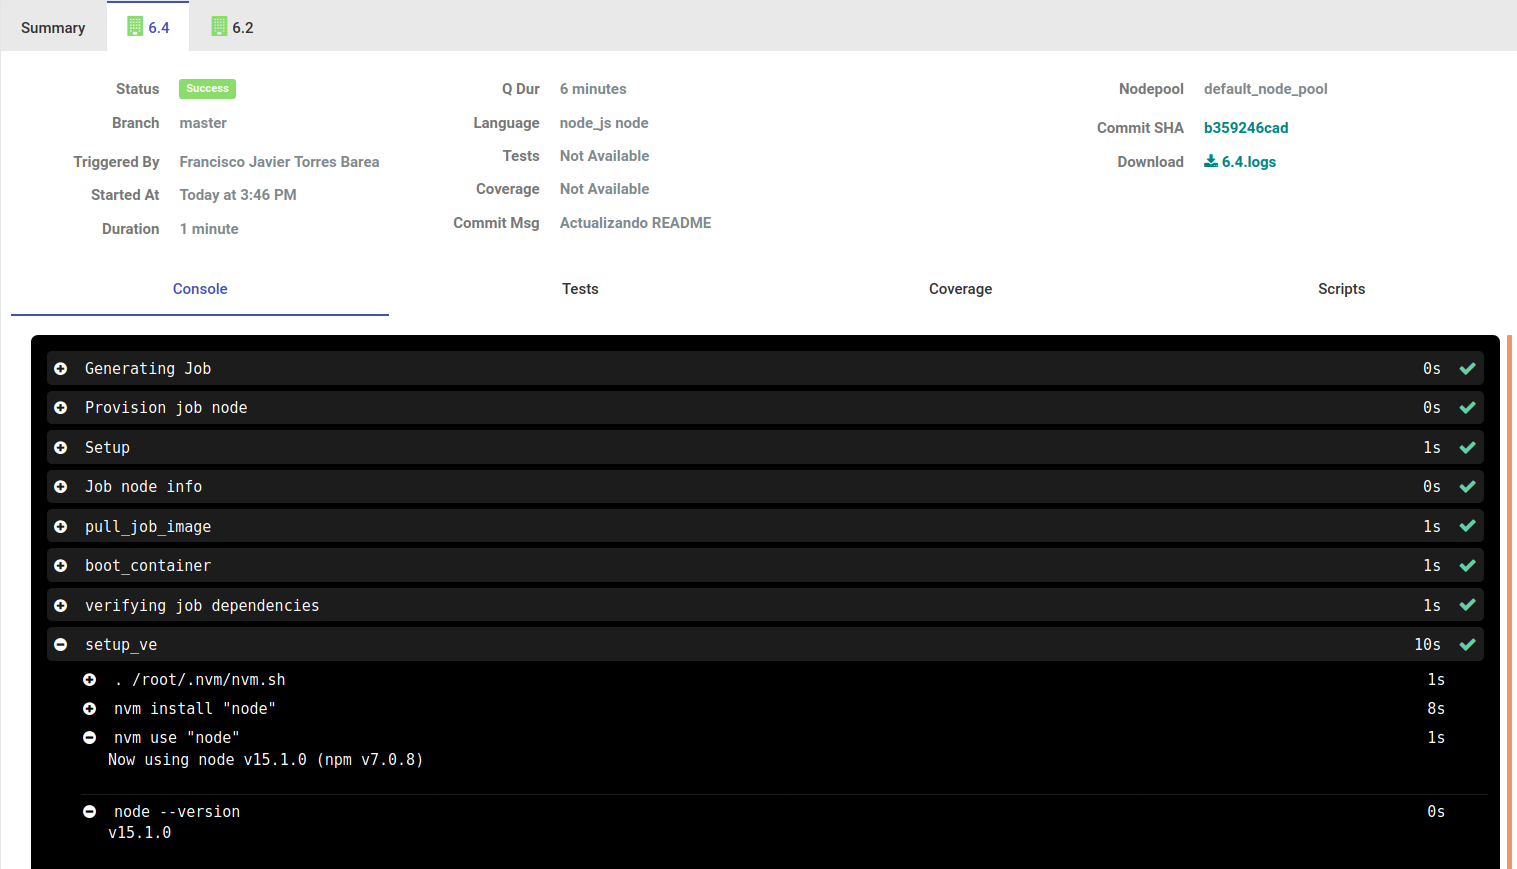 Summary 6.4 6.2
Status Success
Branch master
Triggered By Francisco Javier Torres Barea
Started At Today at 3:46 PM
Duration 1 minute
Q Dur 6 minutes
Language node_js node
Tests Not Available
Coverage Not Available
Commit Msg Actualizando README
Nodepool default_node_pool
Commit SHA b359246cad
Download 6.4.logs
Console Tests Coverage Scripts
Generating Job 0s
Provision job node 0s
Setup 1s
Job node info 0s
pull_job_image 1s
boot_container 1s
verifying job dependencies 1s
setup_ve 10s
. /root/.nvm/nvm.sh 1s
nvm install "node" 8s
nvm use "node" 1s
Now using node v15.1.0 (npm v7.0.8)
node --version 0s
v15.1.0